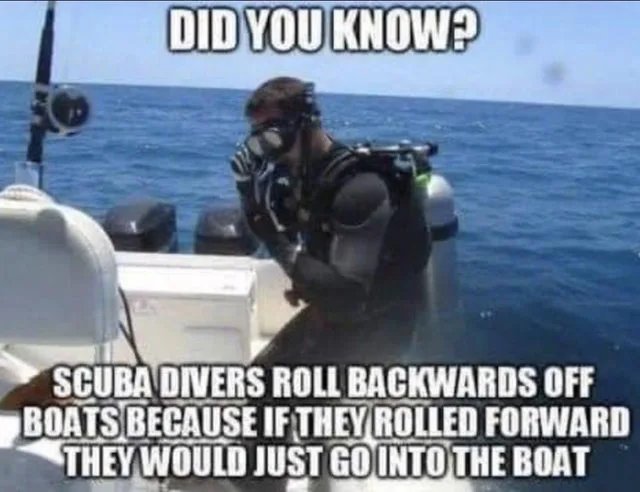 DID YOU KNOW?
SCUBA DIVERS ROLL BACKWARDS OFF
BOATS BECAUSE IF THEY ROLLED FORWARD
THEY WOULD JUST GO INTO THE BOAT